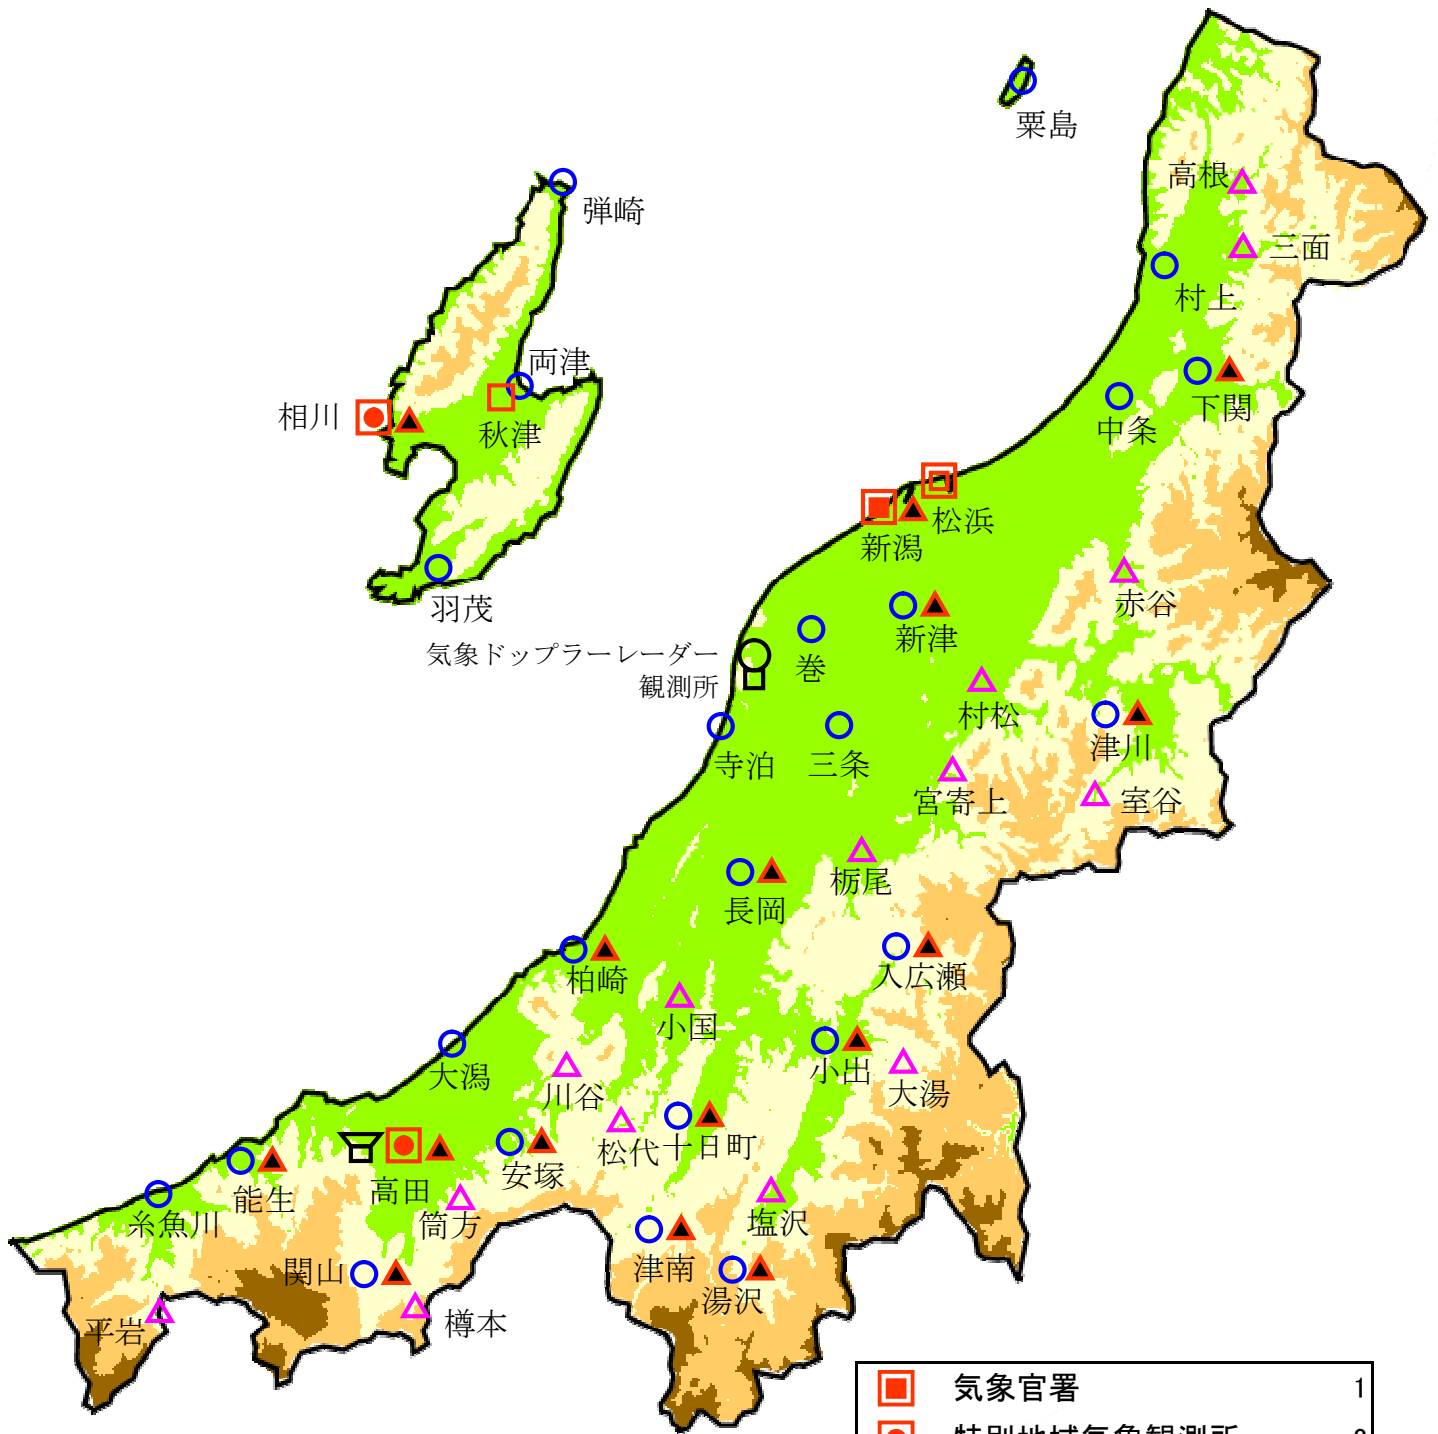 粟島
高根
弾崎
三面
村上
両津
下関
相川
中条
秋津
松浜
新潟
赤谷
羽茂
新津
気象ドップラーレーダー
観測所
巻
村松
津川
寺泊
三条
宮寄上
室谷
栃尾
長岡
入広瀬
柏崎
小国
大潟
小出
大湯
川谷
松代
十日町
安塚
高田
能生
筒方
糸魚川
塩沢
関山
津南
湯沢
樽本
平岩
気象官署 1